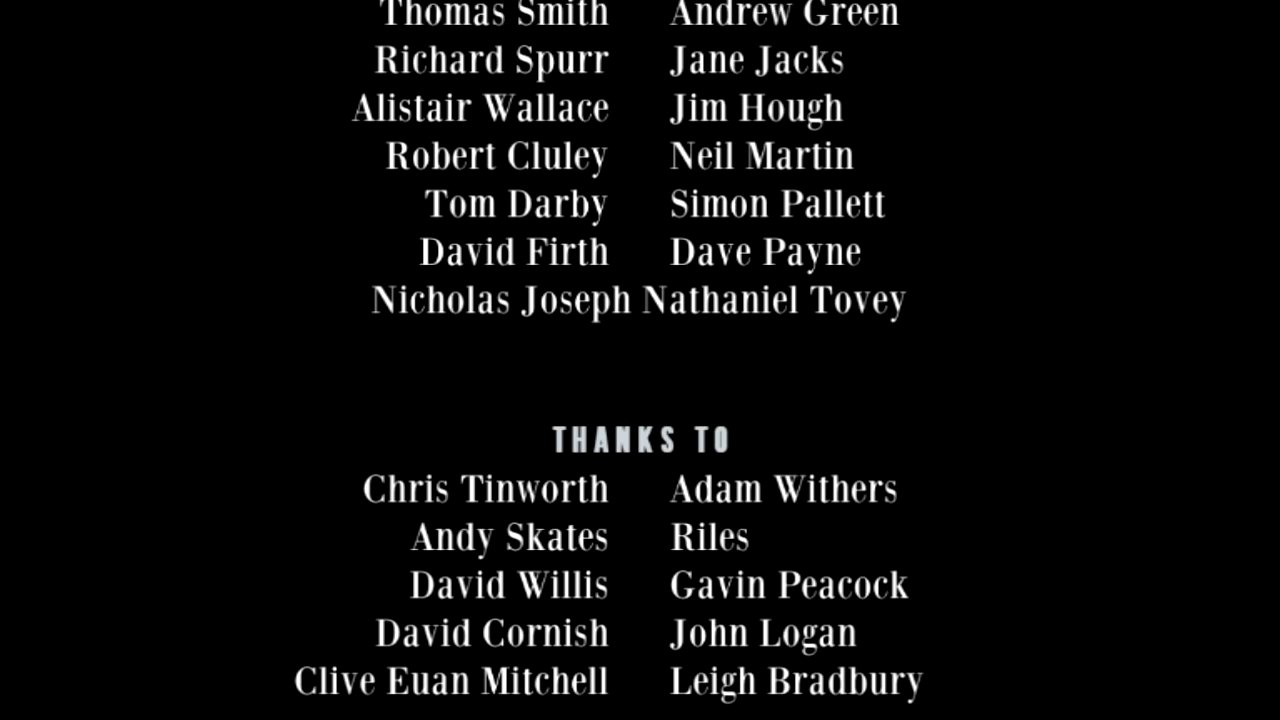 Thomas Smith Andrew Green
Richard Spurr Jane Jacks
Alistair Wallace Jim Hough
Robert Cluley Neil Martin
Tom Darby Simon Pallett
David Firth Dave Payne
Nicholas Joseph Nathaniel Tovey
THANKS TO
Chris Tinworth Adam Withers
Andy Skates Riles
David Willis Gavin Peacock
David Cornish John Logan
Clive Euan Mitchell Leigh Bradbury